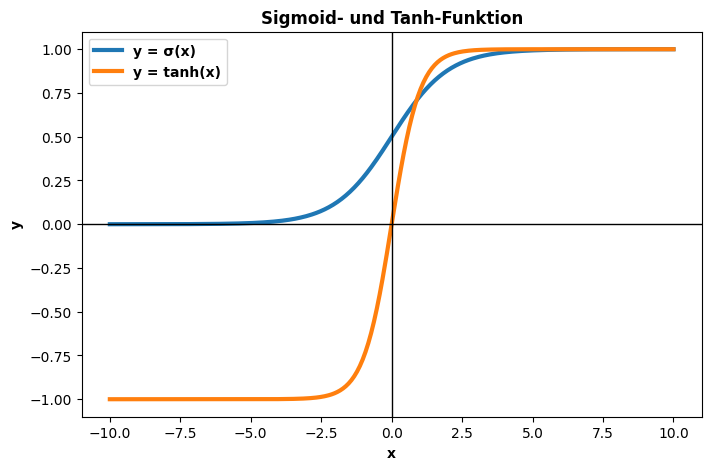 Sigmoid- und Tanh-Funktion
y = σ(x)
y = tanh(x)
1.00
0.75
0.50
0.25
0.00
−0.25
−0.50
−0.75
−1.00
y
−10.0 −7.5 −5.0 −2.5 0.0 2.5 5.0 7.5 10.0
x